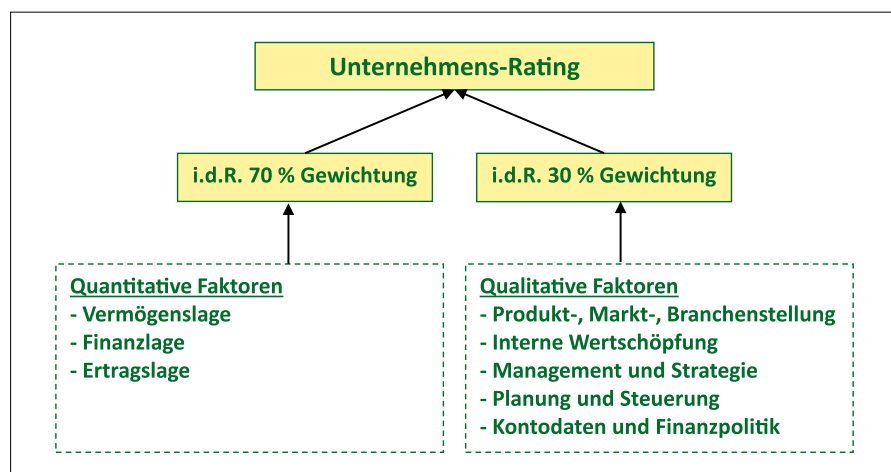 Unternehmens-Rating
i.d.R. 70 % Gewichtung
i.d.R. 30 % Gewichtung
Quantitative Faktoren
- Vermögenslage
- Finanzlage
- Ertragslage
Qualitative Faktoren
- Produkt-, Markt-, Branchenstellung
- Interne Wertschöpfung
- Management und Strategie
- Planung und Steuerung
- Kontodaten und Finanzpolitik